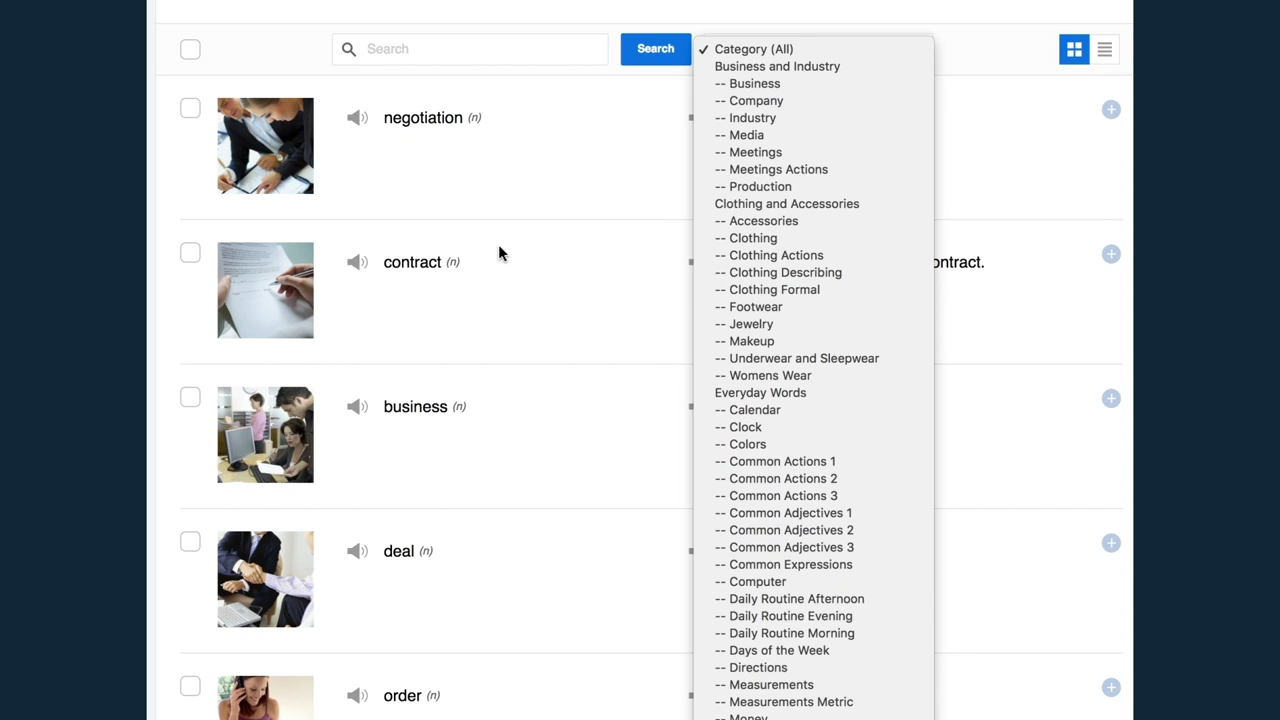 Search
Search
✓ Category (All)
Business and Industry
-- Business
-- Company
-- Industry
-- Media
-- Meetings
-- Meetings Actions
-- Production
Clothing and Accessories
-- Accessories
-- Clothing
-- Clothing Actions
-- Clothing Describing
-- Clothing Formal
-- Footwear
-- Jewelry
-- Makeup
-- Underwear and Sleepwear
-- Womens Wear
Everyday Words
-- Calendar
-- Clock
-- Colors
-- Common Actions 1
-- Common Actions 2
-- Common Actions 3
-- Common Adjectives 1
-- Common Adjectives 2
-- Common Adjectives 3
-- Common Expressions
-- Computer
-- Daily Routine Afternoon
-- Daily Routine Evening
-- Daily Routine Morning
-- Days of the Week
-- Directions
-- Measurements
-- Measurements Metric
-- Money
negotiation (n)
contract (n)
ontract.
business (n)
deal (n)
order (n)